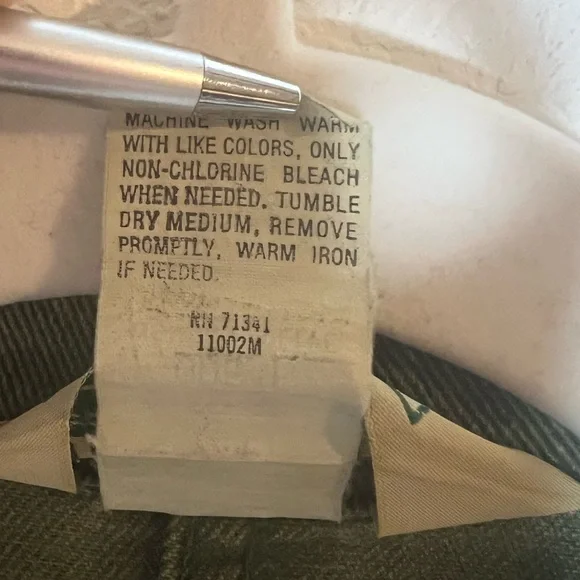 MACHINE WASH WARM
WITH LIKE COLORS, ONLY
NON-CHLORINE BLEACH
WHEN NEEDED. TUMBLE
DRY MEDIUM, REMOVE
PROMPTLY, WARM IRON
IF NEEDED.
RN 71341
11002M